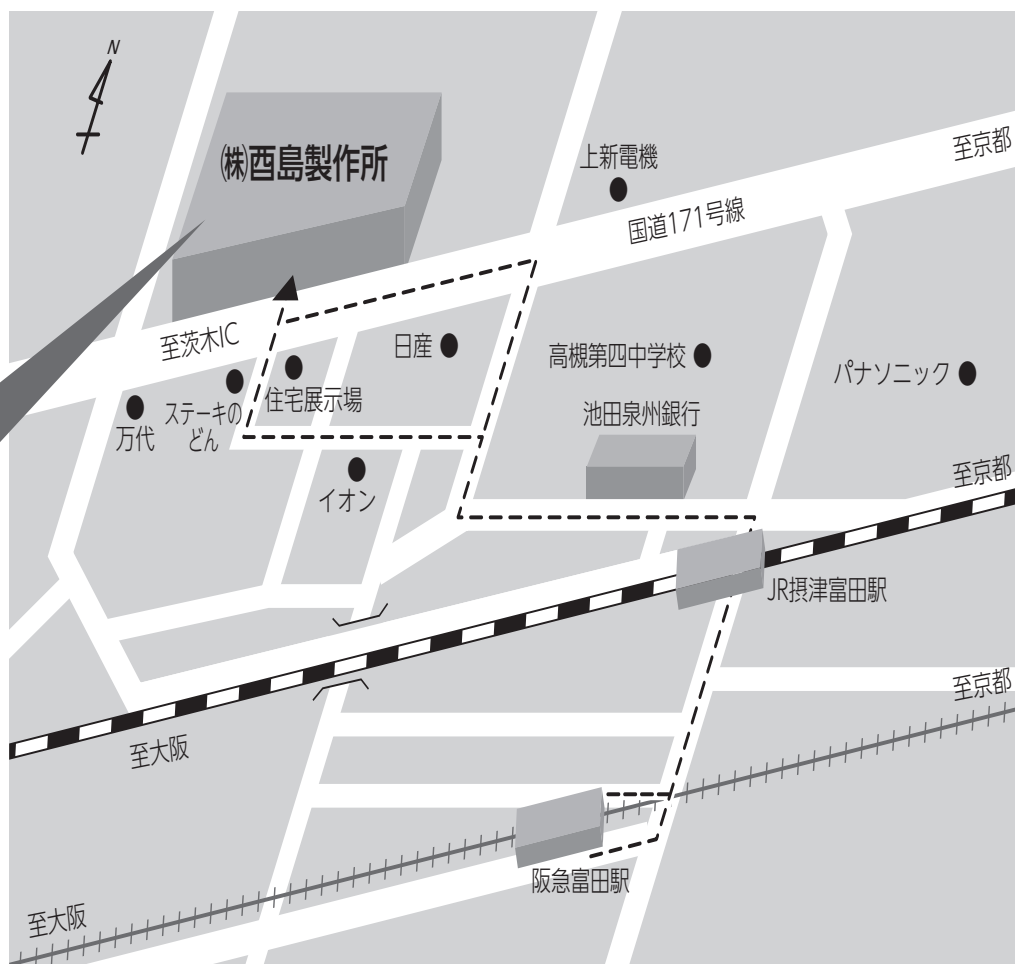 N
㈱酉島製作所
上新電機
至京都
国道171号線
至茨木IC
日産
高槻第四中学校
パナソニック
住宅展示場
ステーキの
どん
万代
池田泉州銀行
イオン
至京都
JR摂津富田駅
至京都
至大阪
阪急富田駅
至大阪